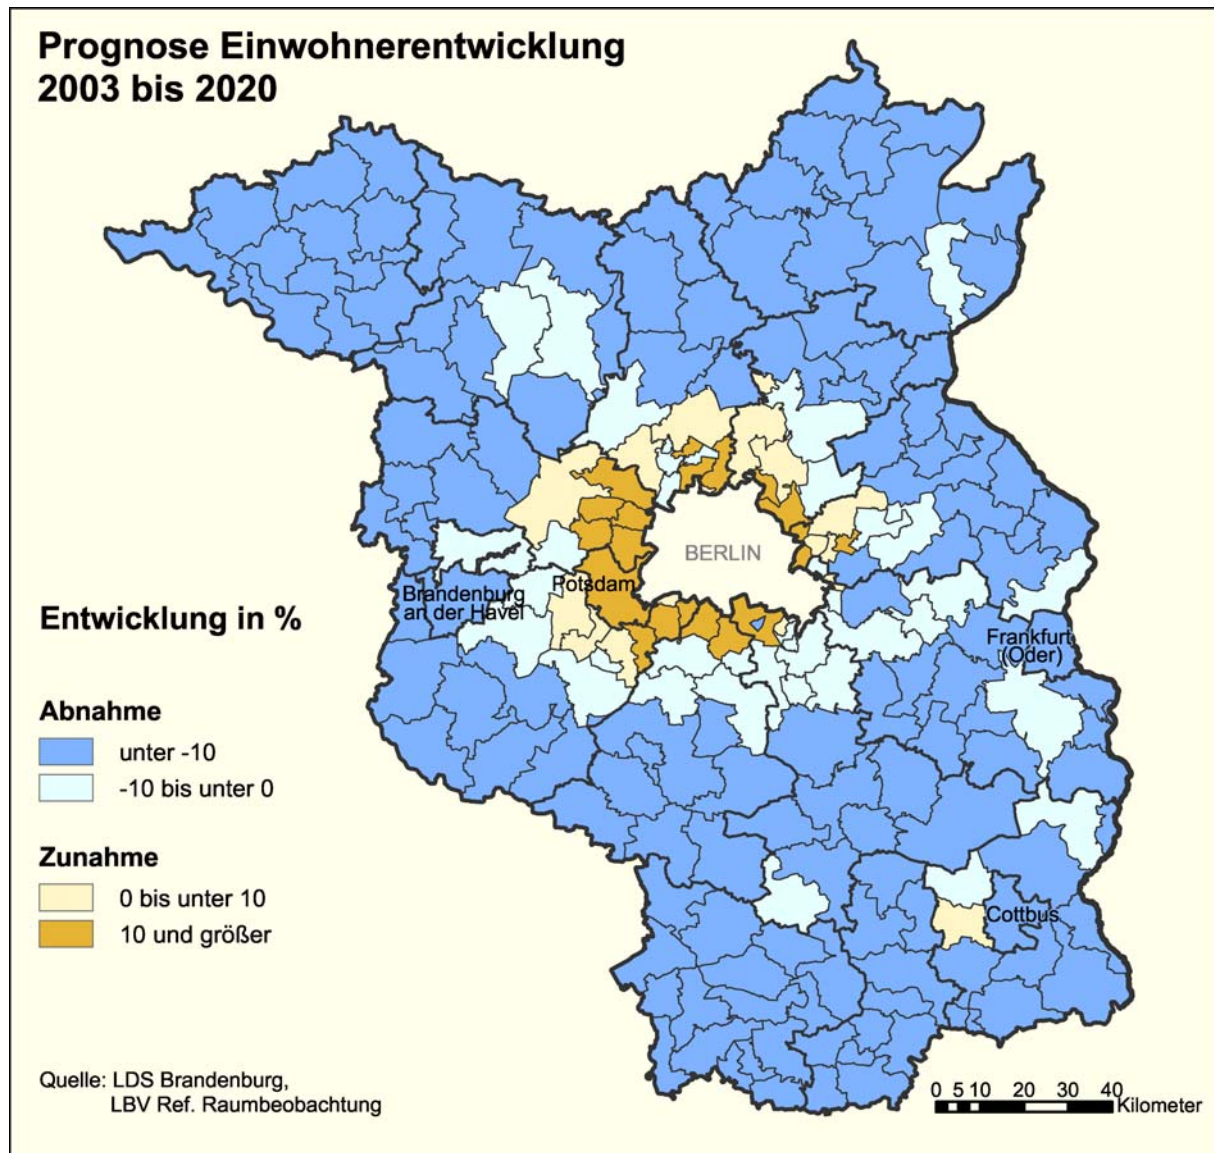 Prognose Einwohnerentwicklung
2003 bis 2020
BERLIN
Potsdam
Brandenburg
an der Havel
Frankfurt
(Oder)
Cottbus
Entwicklung in %
Abnahme
unter -10
-10 bis unter 0
Zunahme
0 bis unter 10
10 und größer
Quelle: LDS Brandenburg,
LBV Ref. Raumbeobachtung
0 5 10 20 30 40
Kilometer